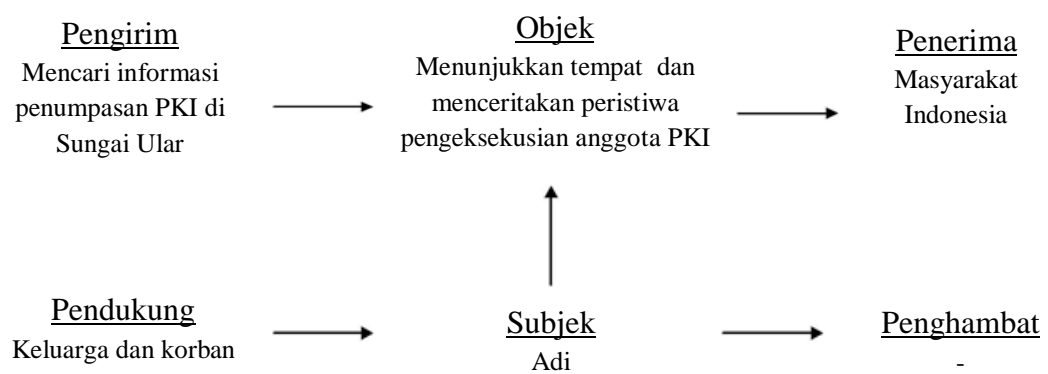 Pengirim
Mencari informasi
penumpasan PKI di
Sungai Ular
Objek
Menunjukkan tempat dan
menceritakan peristiwa
pengeksekusian anggota PKI
Penerima
Masyarakat
Indonesia
Pendukung
Keluarga dan korban
Subjek
Adi
Penghambat
-